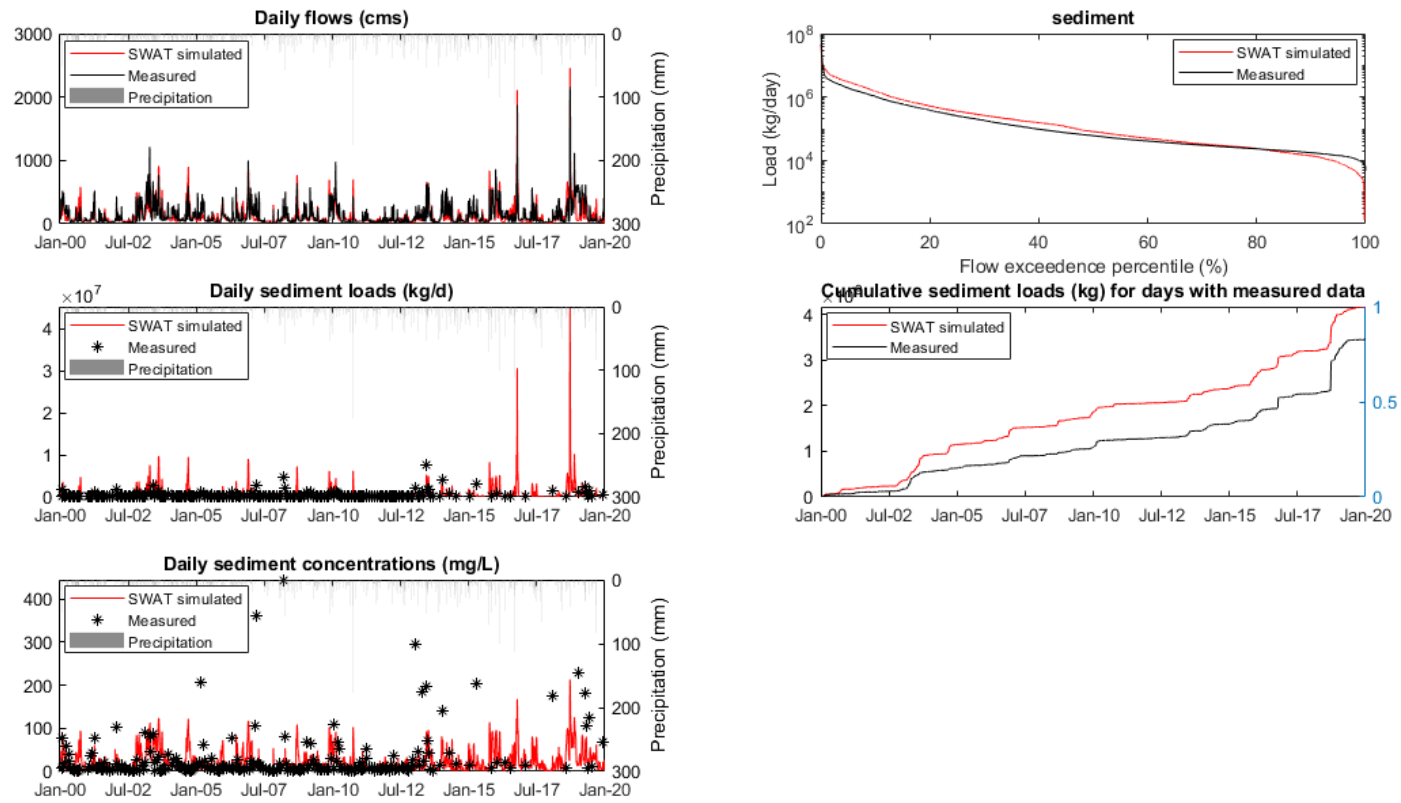 Daily flows (cms)
3000
2000
1000
0
SWAT simulated
Measured
Precipitation
0
100
200
300
Precipitation (mm)
Jan-00 Jul-02 Jan-05 Jul-07 Jan-10 Jul-12 Jan-15 Jul-17 Jan-20
sediment
10^8
10^6
10^4
10^2
Load (kg/day)
SWAT simulated
Measured
0 20 40 60 80 100
Flow exceedence percentile (%)
Daily sediment loads (kg/d)
×10^7
4
3
2
1
0
SWAT simulated
Measured
Precipitation
0
100
200
300
Precipitation (mm)
Jan-00 Jul-02 Jan-05 Jul-07 Jan-10 Jul-12 Jan-15 Jul-17 Jan-20
Cumulative sediment loads (kg) for days with measured data
4
3
2
1
0
SWAT simulated
Measured
1
0.5
0
Jan-00 Jul-02 Jan-05 Jul-07 Jan-10 Jul-12 Jan-15 Jul-17 Jan-20
Daily sediment concentrations (mg/L)
400
300
200
100
0
SWAT simulated
Measured
Precipitation
0
100
200
300
Precipitation (mm)
Jan-00 Jul-02 Jan-05 Jul-07 Jan-10 Jul-12 Jan-15 Jul-17 Jan-20